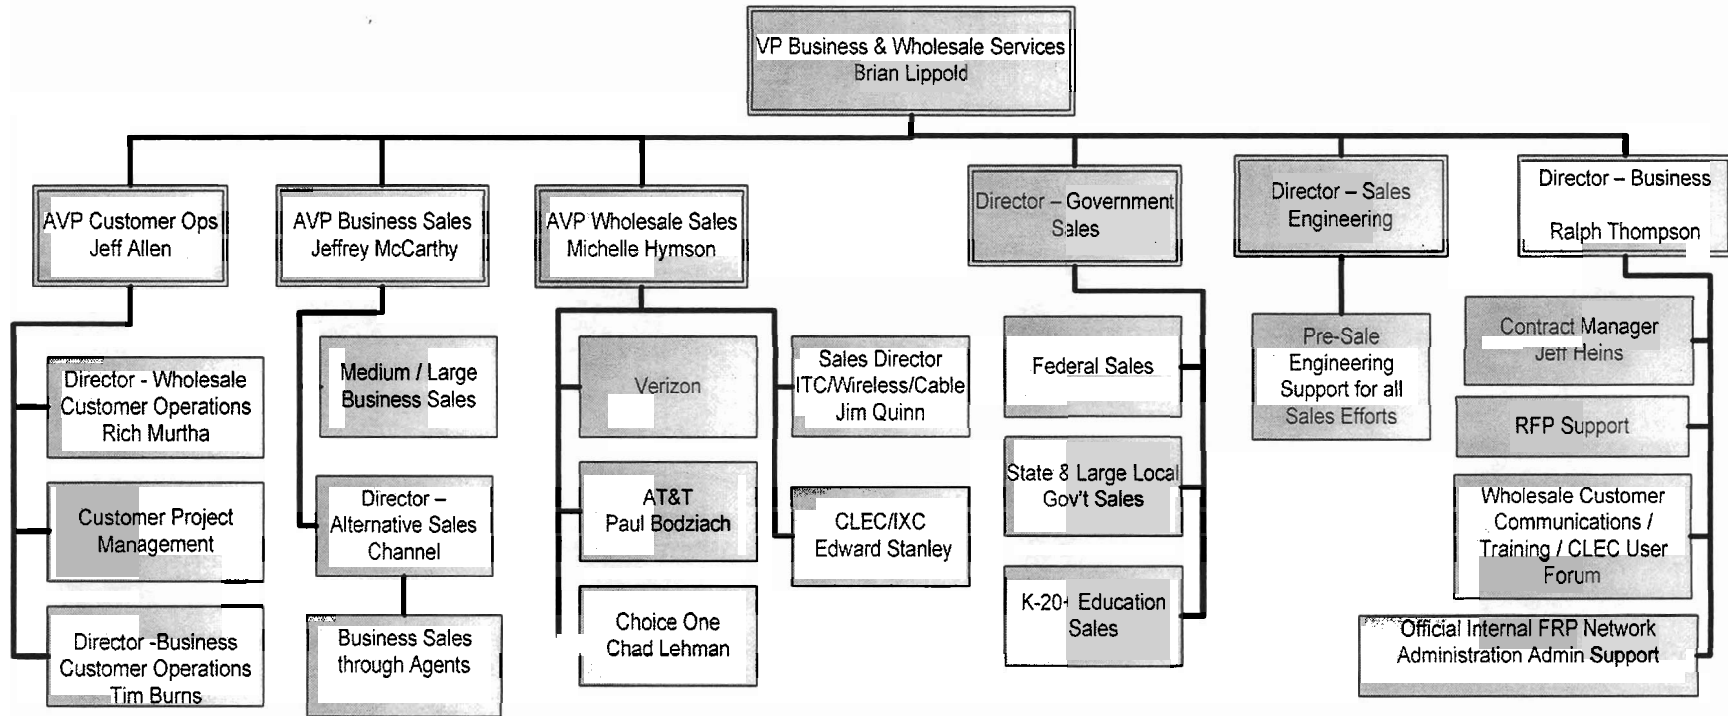 VP Business & Wholesale Services
Brian Lippold
AVP Customer Ops
Jeff Allen
AVP Business Sales
Jeffrey McCarthy
AVP Wholesale Sales
Michelle Hymson
Director – Government
Sales
Director – Sales
Engineering
Director – Business
Ralph Thompson
Director - Wholesale
Customer Operations
Rich Murtha
Customer Project
Management
Director -Business
Customer Operations
Tim Burns
Medium / Large
Business Sales
Director –
Alternative Sales
Channel
Business Sales
through Agents
Verizon
AT&T
Paul Bodziach
Choice One
Chad Lehman
Sales Director
ITC/Wireless/Cable
Jim Quinn
CLEC/IXC
Edward Stanley
Federal Sales
State & Large Local
Gov't Sales
K-20+ Education
Sales
Pre-Sale
Engineering
Support for all
Sales Efforts
Contract Manager
Jeff Heins
RFP Support
Wholesale Customer
Communications /
Training / CLEC User
Forum
Official Internal FRP Network
Administration Admin Support